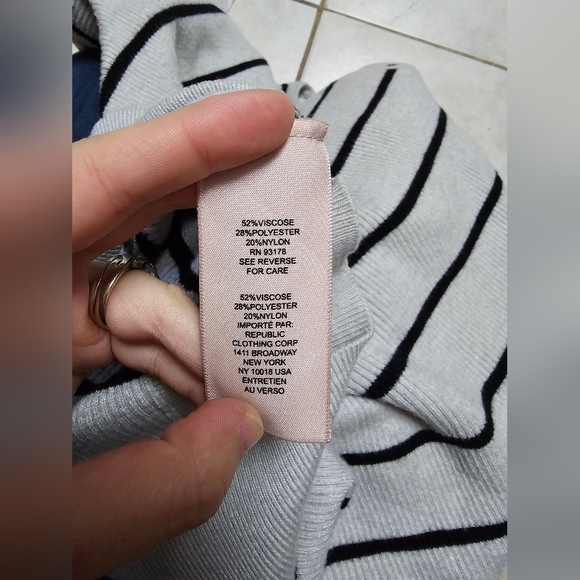 52%VISCOSE
28%POLYESTER
20%NYLON
RN 93178
SEE REVERSE
FOR CARE
52%VISCOSE
28%POLYESTER
20%NYLON
IMPORTÉ PAR:
REPUBLIC
CLOTHING CORP
1411 BROADWAY
NEW YORK
NY 10018 USA
ENTRETIEN
AU VERSO